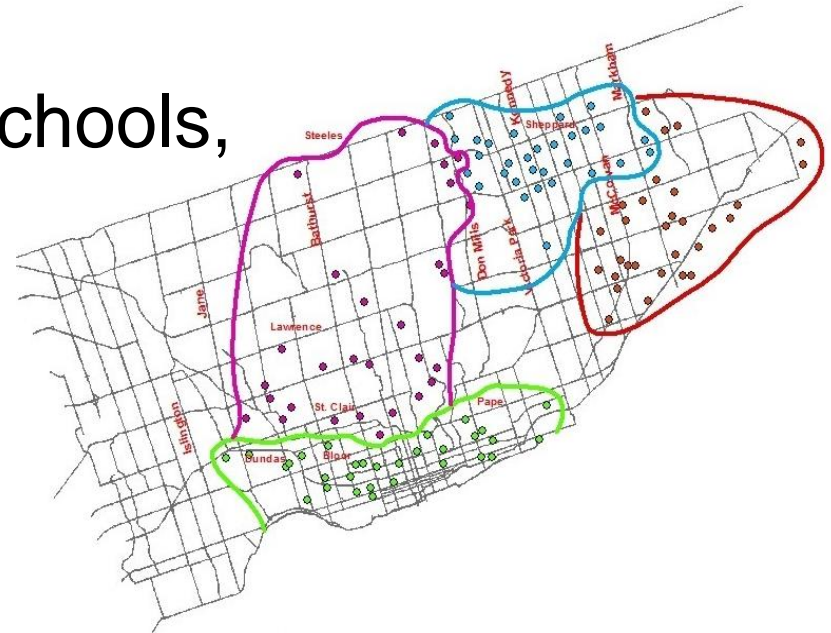 chools,
Kennedy
Markham
Sheppard
Steeles
Bathurst
McCowan
Don Mills
Victoria Park
Jane
Lawrence
Islington
St. Clair
Pape
Dundas
Bloor